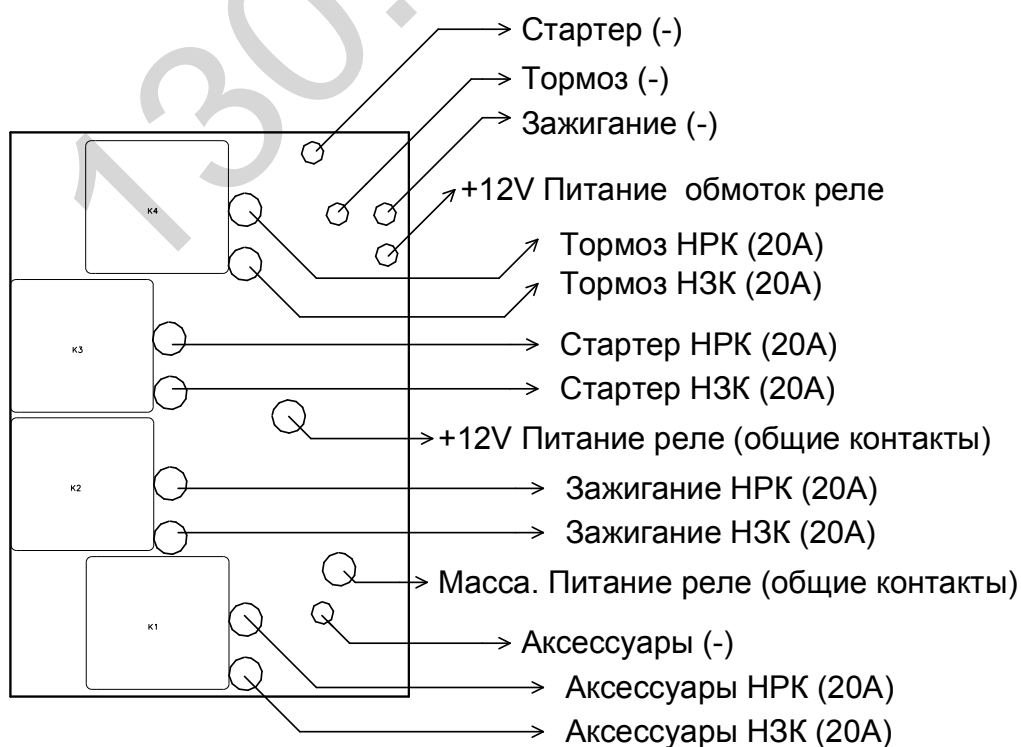 130.
Стартер (-)
Тормоз (-)
Зажигание (-)
+12V Питание обмоток реле
K4
Тормоз НРК (20А)
Тормоз НЗК (20А)
K3
Стартер НРК (20А)
Стартер НЗК (20А)
+12V Питание реле (общие контакты)
K2
Зажигание НРК (20А)
Зажигание НЗК (20А)
Масса. Питание реле (общие контакты)
K1
Аксессуары (-)
Аксессуары НРК (20А)
Аксессуары НЗК (20А)